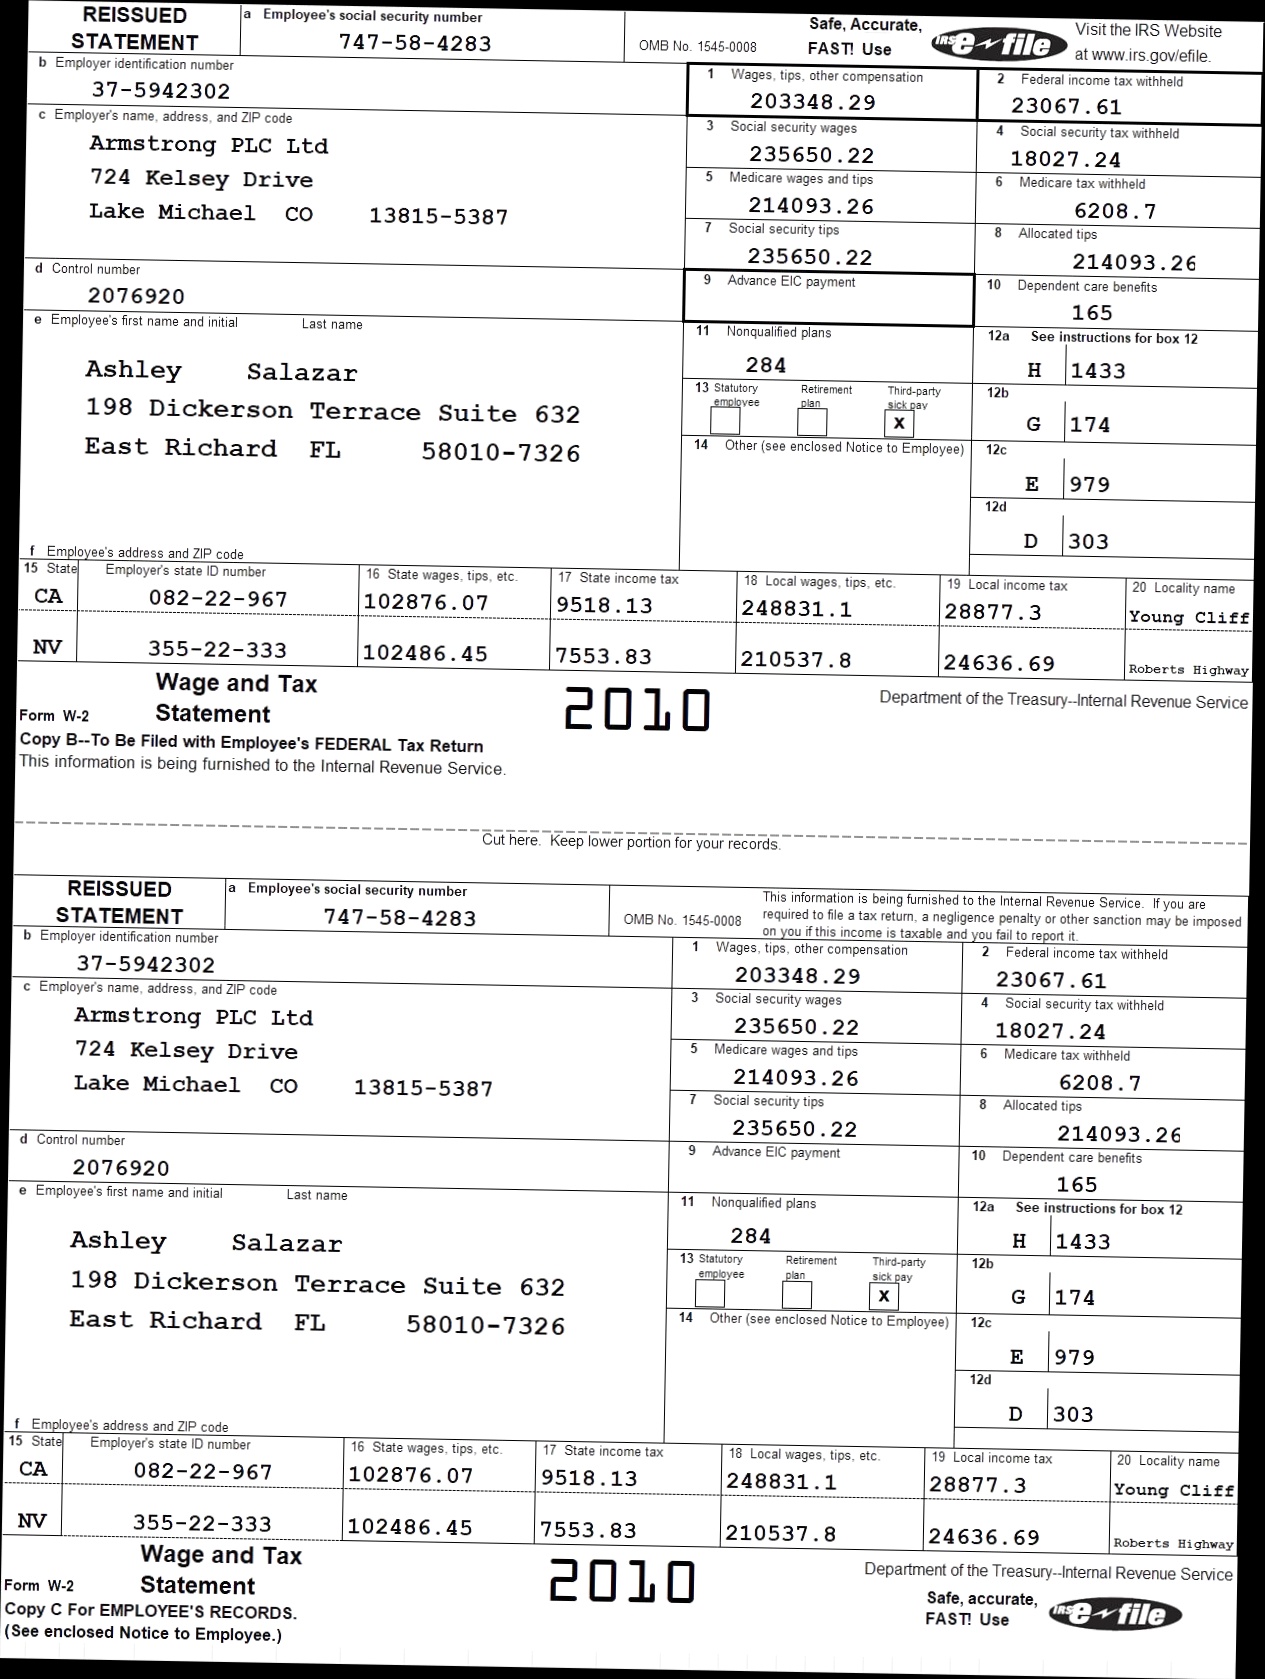 REISSUED STATEMENT
a Employee's social security number
747-58-4283
OMB No. 1545-0008
Safe, Accurate,
FAST! Use
IRS e-file
Visit the IRS Website
at www.irs.gov/efile.
b Employer identification number
37-5942302
1 Wages, tips, other compensation
203348.29
2 Federal income tax withheld
23067.61
c Employer's name, address, and ZIP code
Armstrong PLC Ltd
724 Kelsey Drive
Lake Michael CO 13815-5387
3 Social security wages
235650.22
4 Social security tax withheld
18027.24
5 Medicare wages and tips
214093.26
6 Medicare tax withheld
6208.7
7 Social security tips
235650.22
8 Allocated tips
214093.26
d Control number
2076920
9 Advance EIC payment
10 Dependent care benefits
165
e Employee's first name and initial Last name
Ashley Salazar
198 Dickerson Terrace Suite 632
East Richard FL 58010-7326
11 Nonqualified plans
284
12a See instructions for box 12
H 1433
13 Statutory employee
Retirement plan
Third-party sick pay
X
12b
G 174
14 Other (see enclosed Notice to Employee)
12c
E 979
12d
D 303
f Employee's address and ZIP code
15 State Employer's state ID number
16 State wages, tips, etc.
17 State income tax
18 Local wages, tips, etc.
19 Local income tax
20 Locality name
CA 082-22-967 102876.07 9518.13 248831.1 28877.3 Young Cliff
NV 355-22-333 102486.45 7553.83 210537.8 24636.69 Roberts Highway
Form W-2
Wage and Tax
Statement
2010
Department of the Treasury--Internal Revenue Service
Copy B--To Be Filed with Employee's FEDERAL Tax Return
This information is being furnished to the Internal Revenue Service.
Cut here. Keep lower portion for your records.
REISSUED STATEMENT
a Employee's social security number
747-58-4283
OMB No. 1545-0008
This information is being furnished to the Internal Revenue Service. If you are
required to file a tax return, a negligence penalty or other sanction may be imposed
on you if this income is taxable and you fail to report it.
b Employer identification number
37-5942302
1 Wages, tips, other compensation
203348.29
2 Federal income tax withheld
23067.61
c Employer's name, address, and ZIP code
Armstrong PLC Ltd
724 Kelsey Drive
Lake Michael CO 13815-5387
3 Social security wages
235650.22
4 Social security tax withheld
18027.24
5 Medicare wages and tips
214093.26
6 Medicare tax withheld
6208.7
7 Social security tips
235650.22
8 Allocated tips
214093.26
d Control number
2076920
9 Advance EIC payment
10 Dependent care benefits
165
e Employee's first name and initial Last name
Ashley Salazar
198 Dickerson Terrace Suite 632
East Richard FL 58010-7326
11 Nonqualified plans
284
12a See instructions for box 12
H 1433
13 Statutory employee
Retirement plan
Third-party sick pay
X
12b
G 174
14 Other (see enclosed Notice to Employee)
12c
E 979
12d
D 303
f Employee's address and ZIP code
15 State Employer's state ID number
16 State wages, tips, etc.
17 State income tax
18 Local wages, tips, etc.
19 Local income tax
20 Locality name
CA 082-22-967 102876.07 9518.13 248831.1 28877.3 Young Cliff
NV 355-22-333 102486.45 7553.83 210537.8 24636.69 Roberts Highway
Form W-2
Wage and Tax
Statement
2010
Department of the Treasury--Internal Revenue Service
Copy C For EMPLOYEE'S RECORDS.
(See enclosed Notice to Employee.)
Safe, accurate,
FAST! Use
IRS e-file